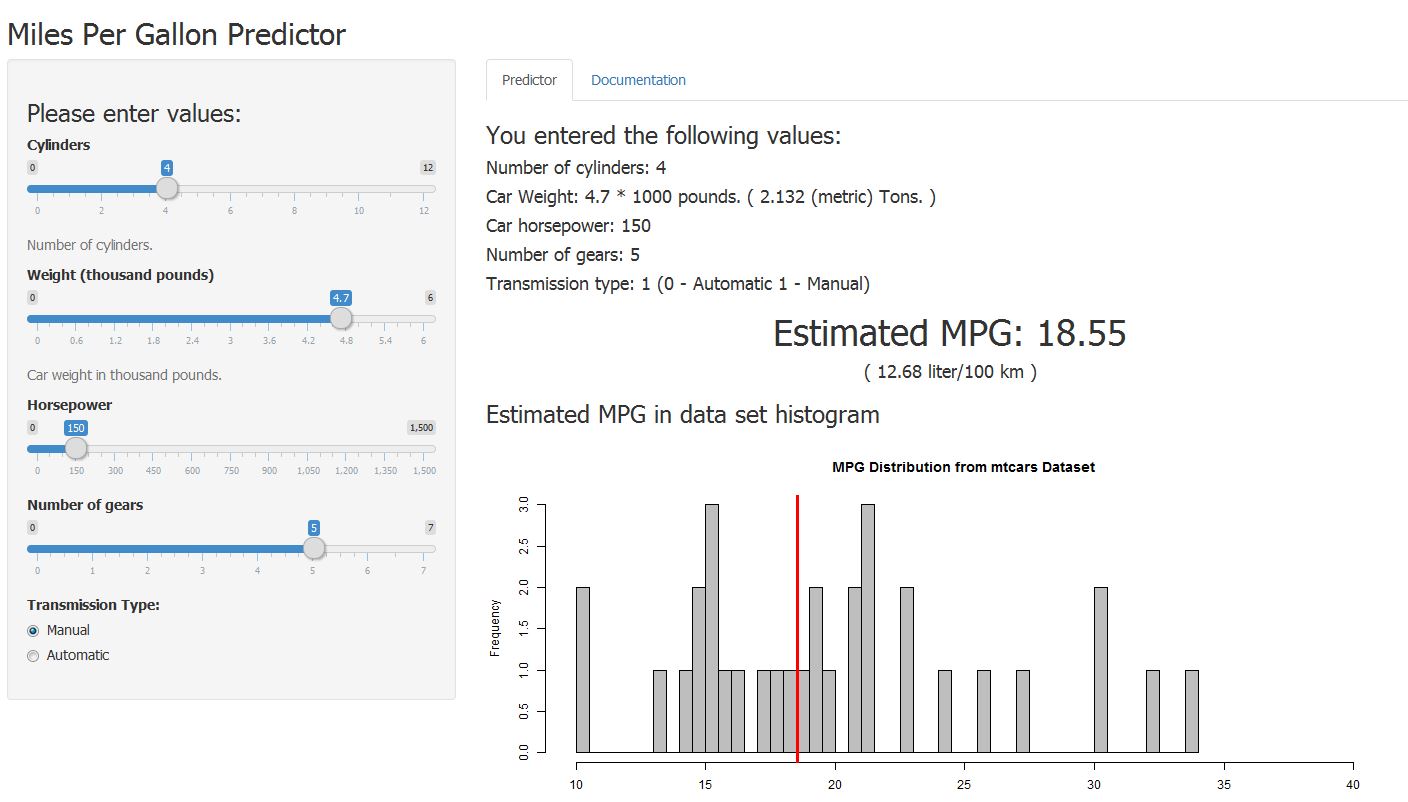 Miles Per Gallon Predictor
Please enter values:
Cylinders
0 4 12
0 2 4 6 8 10 12
Number of cylinders.
Weight (thousand pounds)
0 4.7 6
0 0.6 1.2 1.8 2.4 3 3.6 4.2 4.8 5.4 6
Car weight in thousand pounds.
Horsepower
0 150 1,500
0 150 300 450 600 750 900 1,050 1,200 1,350 1,500
Number of gears
0 5 7
0 1 2 3 4 5 6 7
Transmission Type:
Manual
Automatic
Predictor Documentation
You entered the following values:
Number of cylinders: 4
Car Weight: 4.7 * 1000 pounds. ( 2.132 (metric) Tons. )
Car horsepower: 150
Number of gears: 5
Transmission type: 1 (0 - Automatic 1 - Manual)
Estimated MPG: 18.55
( 12.68 liter/100 km )
Estimated MPG in data set histogram
MPG Distribution from mtcars Dataset
Frequency
3.0
2.5
2.0
1.5
1.0
0.5
0.0
10 15 20 25 30 35 40